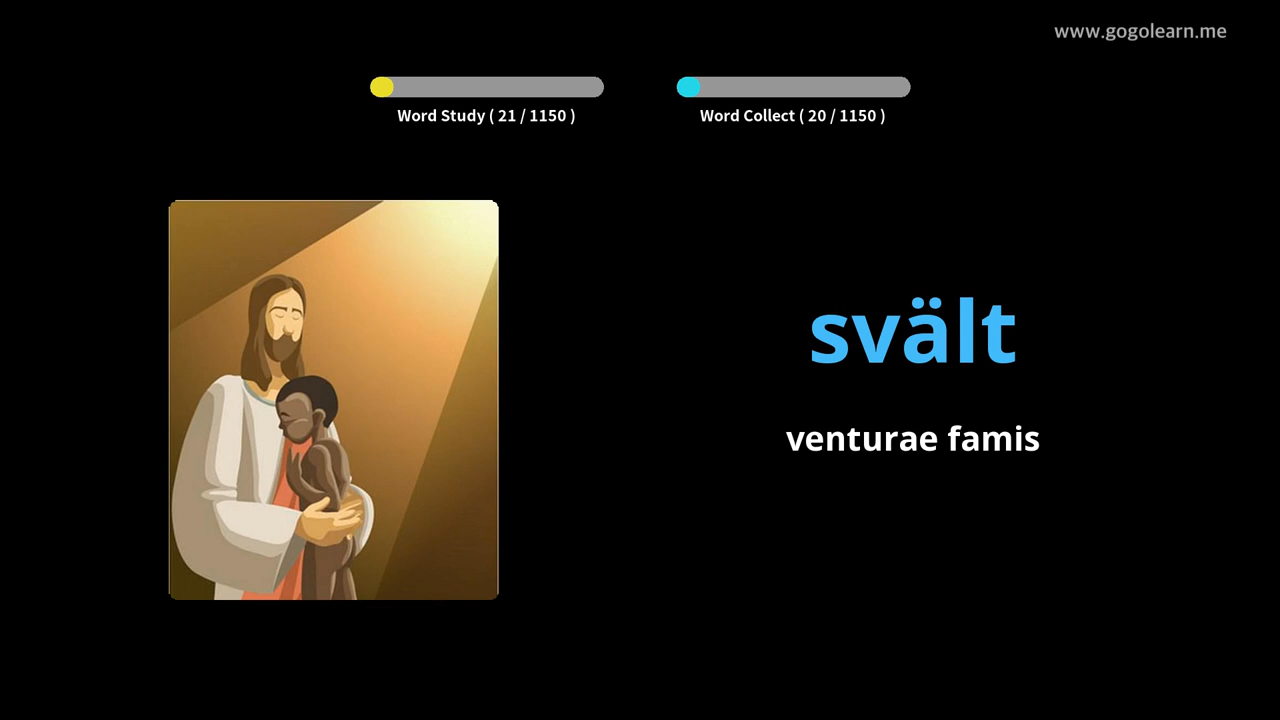 www.gogolearn.me
Word Study ( 21 / 1150 )
Word Collect ( 20 / 1150 )
svält
venturae famis